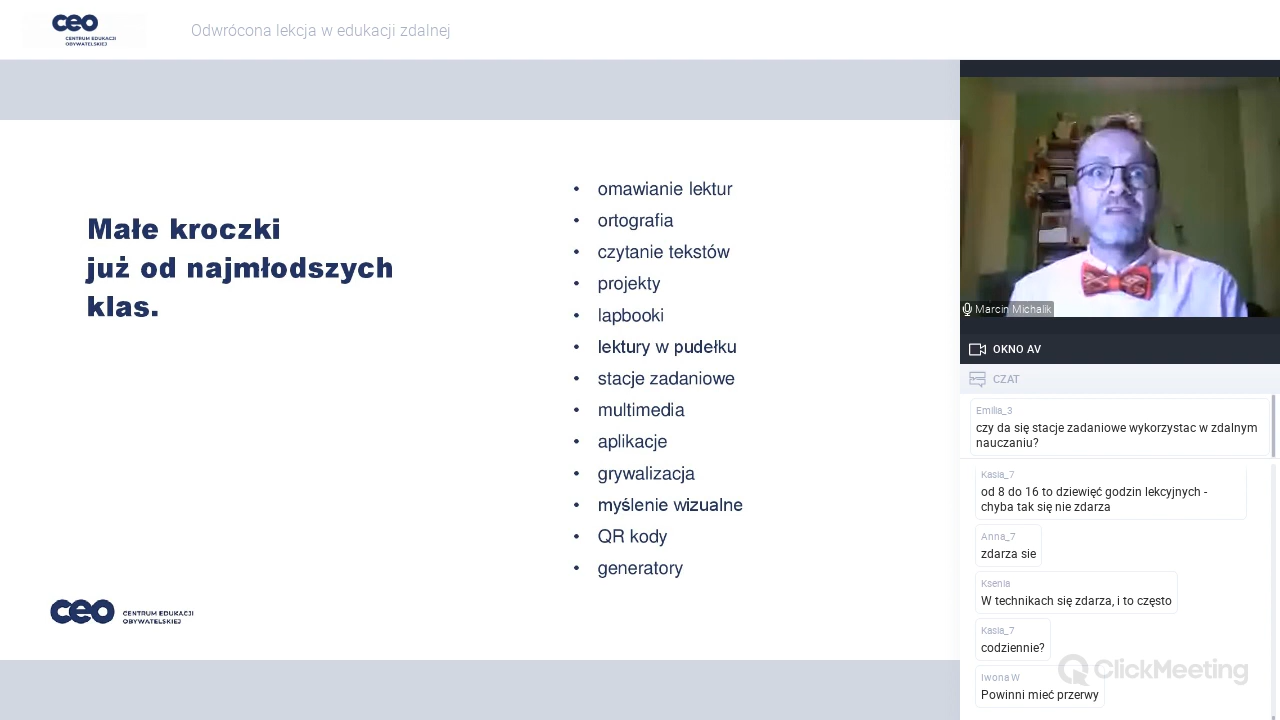 ceo
CENTRUM EDUKACJI
OBYWATELSKIEJ
Odwrócona lekcja w edukacji zdalnej
Małe kroczki
już od najmłodszych
klas.
• omawianie lektur
• ortografia
• czytanie tekstów
• projekty
• lapbooki
• lektury w pudełku
• stacje zadaniowe
• multimedia
• aplikacje
• grywalizacja
• myślenie wizualne
• QR kody
• generatory
ceo
CENTRUM EDUKACJI
OBYWATELSKIEJ
Marcin Michalik
OKNO AV
CZAT
Emilia_3
czy da się stacje zadaniowe wykorzystac w zdalnym
nauczaniu?
Kasia_7
od 8 do 16 to dziewięć godzin lekcyjnych -
chyba tak się nie zdarza
Anna_7
zdarza sie
Ksenia
W technikach się zdarza, i to często
Kasia_7
codziennie?
Iwona W
Powinni mieć przerwy
ClickMeeting